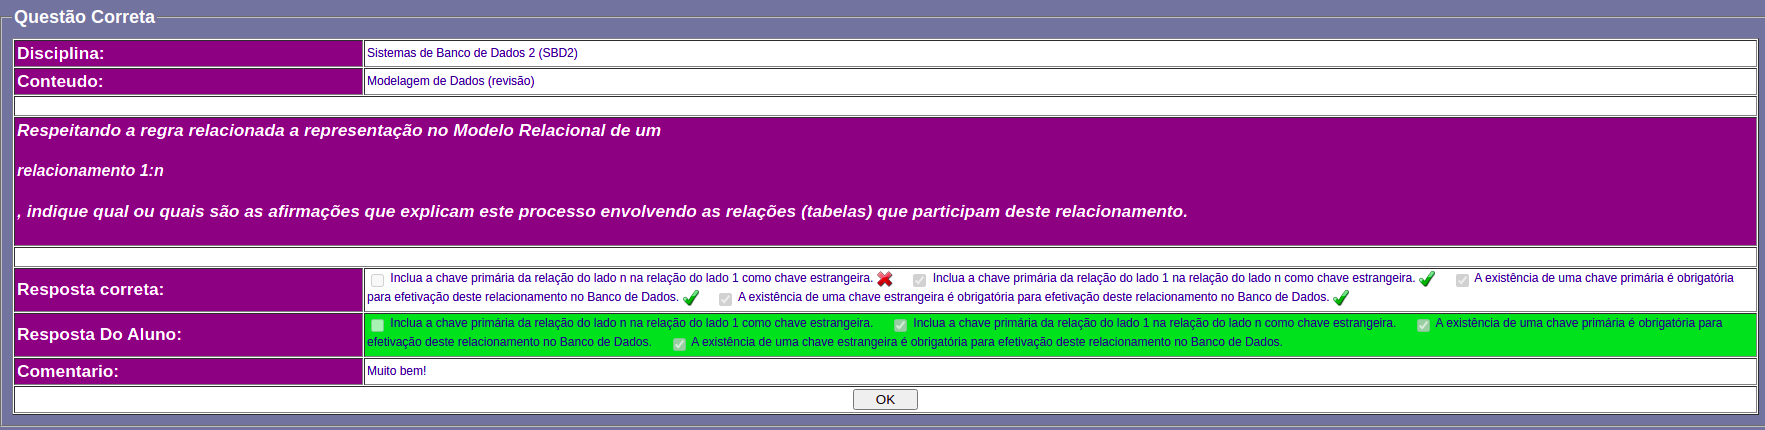 Questão Correta
Disciplina: Sistemas de Banco de Dados 2 (SBD2)
Conteudo: Modelagem de Dados (revisão)
Respeitando a regra relacionada a representação no Modelo Relacional de um
relacionamento 1:n
, indique qual ou quais são as afirmações que explicam este processo envolvendo as relações (tabelas) que participam deste relacionamento.
Resposta correta: Inclua a chave primária da relação do lado n na relação do lado 1 como chave estrangeira. Inclua a chave primária da relação do lado 1 na relação do lado n como chave estrangeira. A existência de uma chave primária é obrigatória
para efetivação deste relacionamento no Banco de Dados. A existência de uma chave estrangeira é obrigatória para efetivação deste relacionamento no Banco de Dados.
Resposta Do Aluno: Inclua a chave primária da relação do lado n na relação do lado 1 como chave estrangeira. Inclua a chave primária da relação do lado 1 na relação do lado n como chave estrangeira. A existência de uma chave primária é obrigatória para
efetivação deste relacionamento no Banco de Dados. A existência de uma chave estrangeira é obrigatória para efetivação deste relacionamento no Banco de Dados.
Comentario: Muito bem!
OK